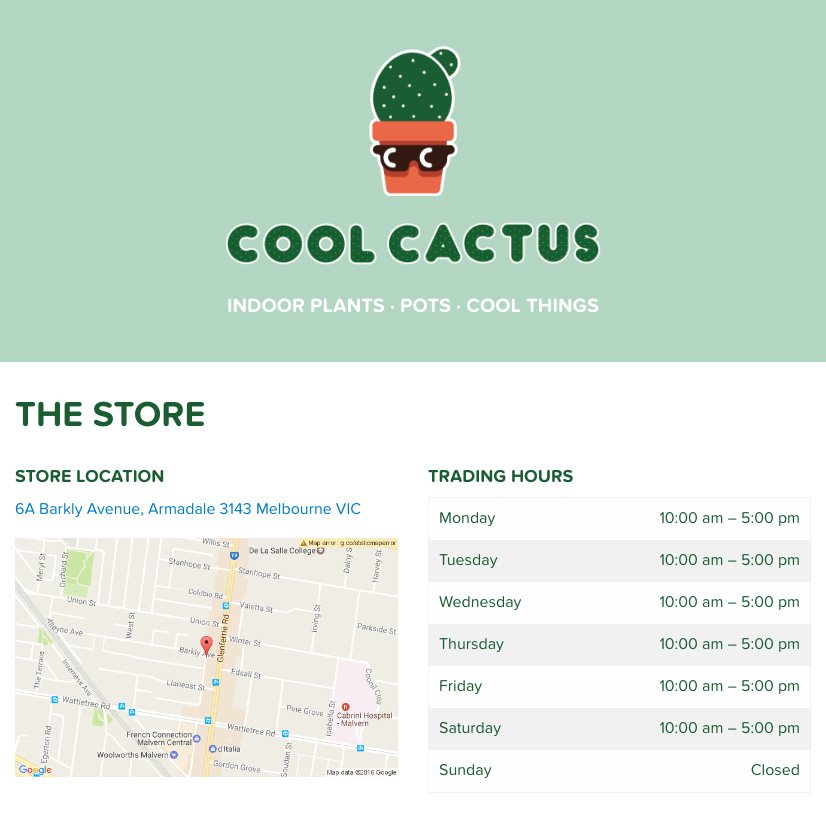 COOL CACTUS
INDOOR PLANTS · POTS · COOL THINGS
THE STORE
STORE LOCATION
6A Barkly Avenue, Armadale 3143 Melbourne VIC
Map error: g.co/staticmaperror
Willis St
De La Salle College
19
Meryl St
Orchard St
Stanhope St
Stanhope St
Harvey St
Union St
Valetta St
West St
Union St
Irving St
Parkside St
Winter St
Glenferrie Rd
Barkly Ave
The Terrace
Inverness Ave
Edsall St
Llaneast St
Wattletree Rd
Pine Grove
Isabella St
Cabrini Hospital
- Malvern
Wattletree Rd
French Connection
Malvern Central
Woolworths Malvern
d'Italia
Egerton Rd
Soudan St
Gordon Grove
Google
Map data ©2016 Google
TRADING HOURS
Monday 10:00 am – 5:00 pm
Tuesday 10:00 am – 5:00 pm
Wednesday 10:00 am – 5:00 pm
Thursday 10:00 am – 5:00 pm
Friday 10:00 am – 5:00 pm
Saturday 10:00 am – 5:00 pm
Sunday Closed